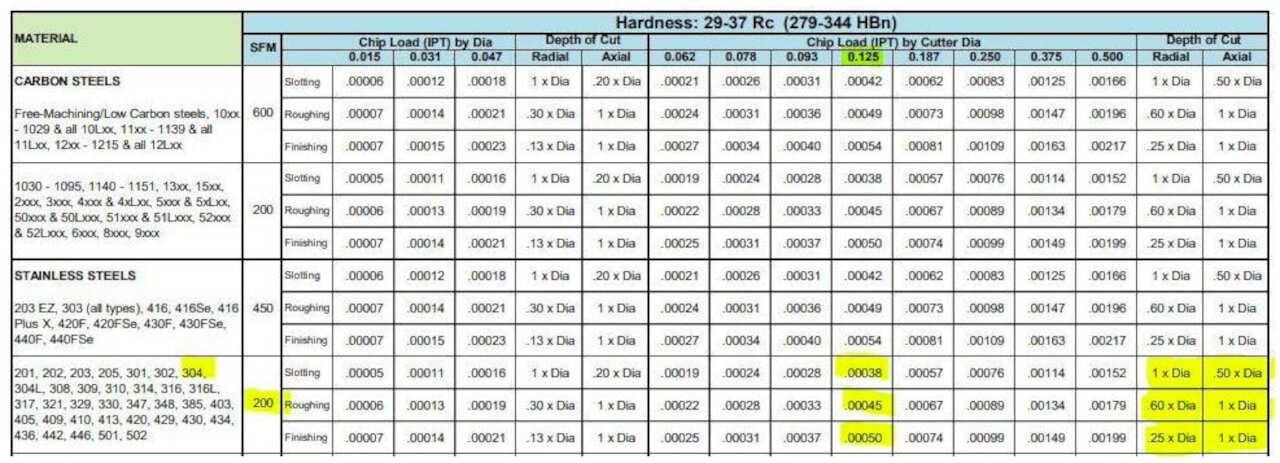 Hardness: 29-37 Rc (279-344 HBn)
MATERIAL SFM Chip Load (IPT) by Dia Depth of Cut Chip Load (IPT) by Cutter Dia Depth of Cut
0.015 0.031 0.047 Radial Axial 0.062 0.078 0.093 0.125 0.187 0.250 0.375 0.500 Radial Axial
CARBON STEELS
Free-Machining/Low Carbon steels, 10xx
- 1029 & all 10Lxx, 11xx - 1139 & all
11Lxx, 12xx - 1215 & all 12Lxx
600
Slotting .00006 .00012 .00018 1 x Dia .20 x Dia .00021 .00026 .00031 .00042 .00062 .00083 .00125 .00166 1 x Dia .50 x Dia
Roughing .00007 .00014 .00021 .30 x Dia 1 x Dia .00024 .00031 .00036 .00049 .00073 .00098 .00147 .00196 .60 x Dia 1 x Dia
Finishing .00007 .00015 .00023 .13 x Dia 1 x Dia .00027 .00034 .00040 .00054 .00081 .00109 .00163 .00217 .25 x Dia 1 x Dia
1030 - 1095, 1140 - 1151, 13xx, 15xx,
2xxx, 3xxx, 4xxx & 4xLxx, 5xxx & 5xLxx,
50xxx & 50Lxxx, 51xxx & 51Lxxx, 52xxx
& 52Lxxx, 6xxx, 8xxx, 9xxx
200
Slotting .00005 .00011 .00016 1 x Dia .20 x Dia .00019 .00024 .00028 .00038 .00057 .00076 .00114 .00152 1 x Dia .50 x Dia
Roughing .00006 .00013 .00019 .30 x Dia 1 x Dia .00022 .00028 .00033 .00045 .00067 .00089 .00134 .00179 .60 x Dia 1 x Dia
Finishing .00007 .00014 .00021 .13 x Dia 1 x Dia .00025 .00031 .00037 .00050 .00074 .00099 .00149 .00199 .25 x Dia 1 x Dia
STAINLESS STEELS
203 EZ, 303 (all types), 416, 416Se, 416
Plus X, 420F, 420FSe, 430F, 430FSe,
440F, 440FSe
450
Slotting .00006 .00012 .00018 1 x Dia .20 x Dia .00021 .00026 .00031 .00042 .00062 .00083 .00125 .00166 1 x Dia .50 x Dia
Roughing .00007 .00014 .00021 .30 x Dia 1 x Dia .00024 .00031 .00036 .00049 .00073 .00098 .00147 .00196 .60 x Dia 1 x Dia
Finishing .00007 .00015 .00023 .13 x Dia 1 x Dia .00027 .00034 .00040 .00054 .00081 .00109 .00163 .00217 .25 x Dia 1 x Dia
201, 202, 203, 205, 301, 302, 304,
304L, 308, 309, 310, 314, 316, 316L,
317, 321, 329, 330, 347, 348, 385, 403,
405, 409, 410, 413, 420, 429, 430, 434,
436, 442, 446, 501, 502
200
Slotting .00005 .00011 .00016 1 x Dia .20 x Dia .00019 .00024 .00028 .00038 .00057 .00076 .00114 .00152 1 x Dia .50 x Dia
Roughing .00006 .00013 .00019 .30 x Dia 1 x Dia .00022 .00028 .00033 .00045 .00067 .00089 .00134 .00179 .60 x Dia 1 x Dia
Finishing .00007 .00014 .00021 .13 x Dia 1 x Dia .00025 .00031 .00037 .00050 .00074 .00099 .00149 .00199 .25 x Dia 1 x Dia